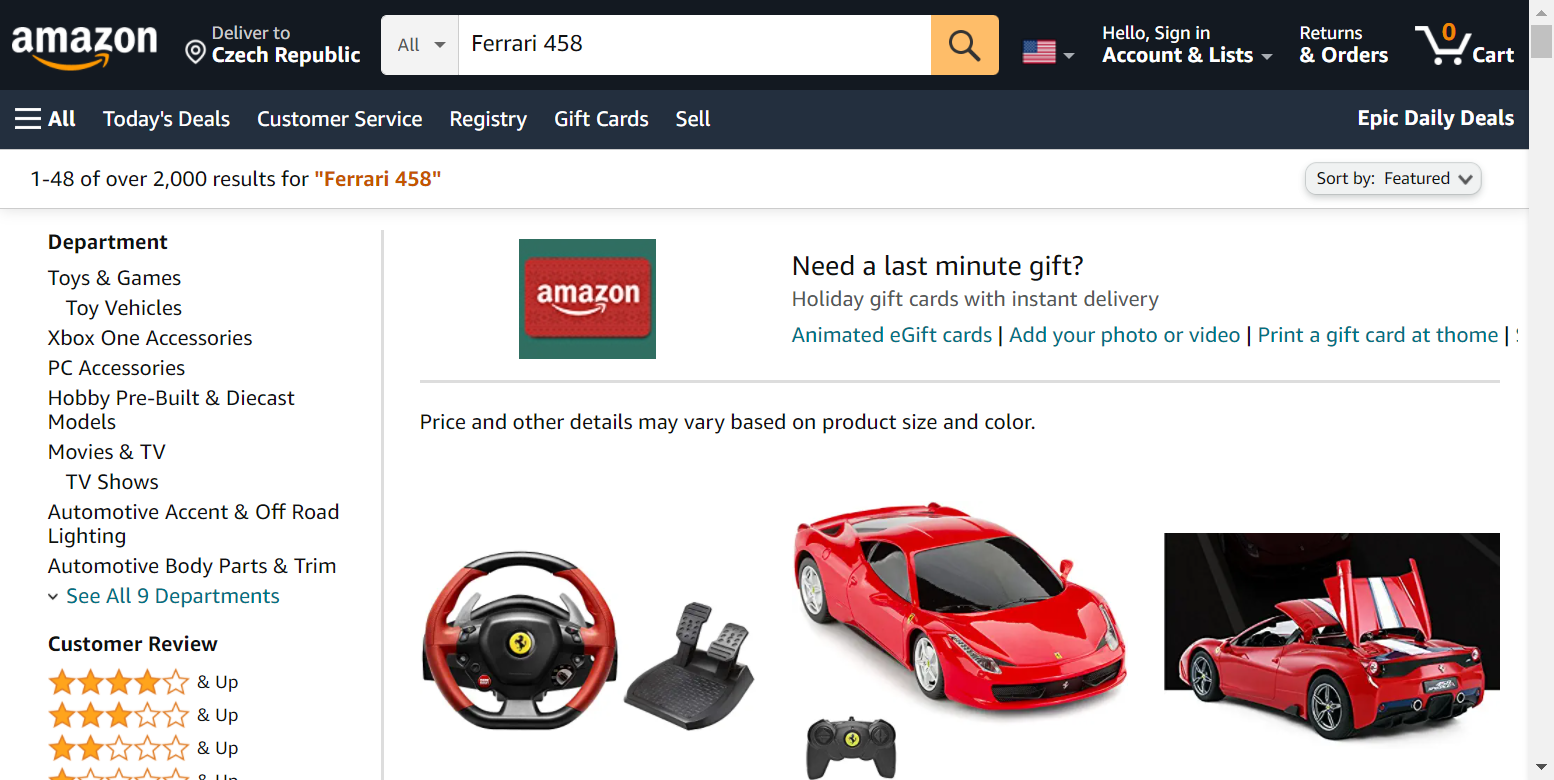 amazon
Deliver to
Czech Republic
All
Ferrari 458
Hello, Sign in
Account & Lists
Returns
& Orders
0
Cart
All
Today's Deals
Customer Service
Registry
Gift Cards
Sell
Epic Daily Deals
1-48 of over 2,000 results for "Ferrari 458"
Sort by: Featured
Department
Toys & Games
Toy Vehicles
Xbox One Accessories
PC Accessories
Hobby Pre-Built & Diecast
Models
Movies & TV
TV Shows
Automotive Accent & Off Road
Lighting
Automotive Body Parts & Trim
See All 9 Departments
Customer Review
& Up
& Up
& Up
& Up
amazon
Need a last minute gift?
Holiday gift cards with instant delivery
Animated eGift cards | Add your photo or video | Print a gift card at thome |
Price and other details may vary based on product size and color.